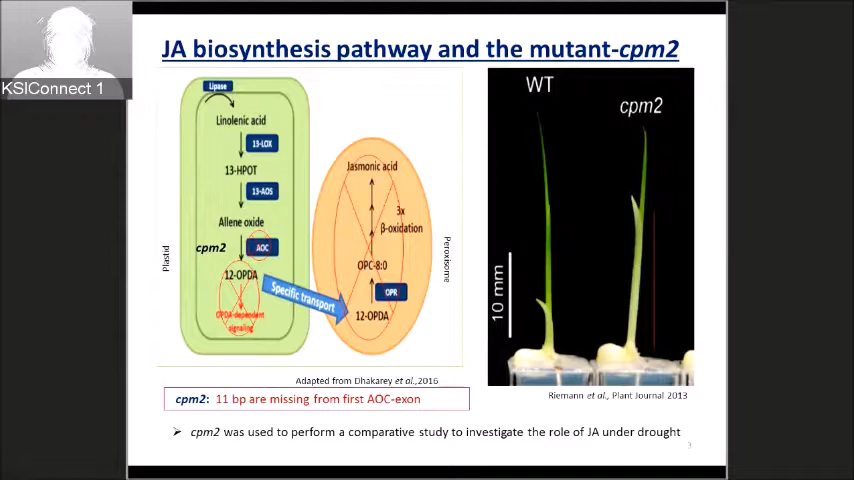 KSIConnect 1
JA biosynthesis pathway and the mutant-cpm2
Lipase
Linolenic acid
13-LOX
13-HPOT
13-AOS
Allene oxide
cpm2
AOC
12-OPDA
OPDA-dependent
signaling
Plastid
Specific transport
Jasmonic acid
3x
β-oxidation
OPC-8:0
OPR
12-OPDA
Peroxisome
WT
cpm2
10 mm
Adapted from Dhakarey et al.,2016
Riemann et al., Plant Journal 2013
cpm2: 11 bp are missing from first AOC-exon
➢ cpm2 was used to perform a comparative study to investigate the role of JA under drought
3